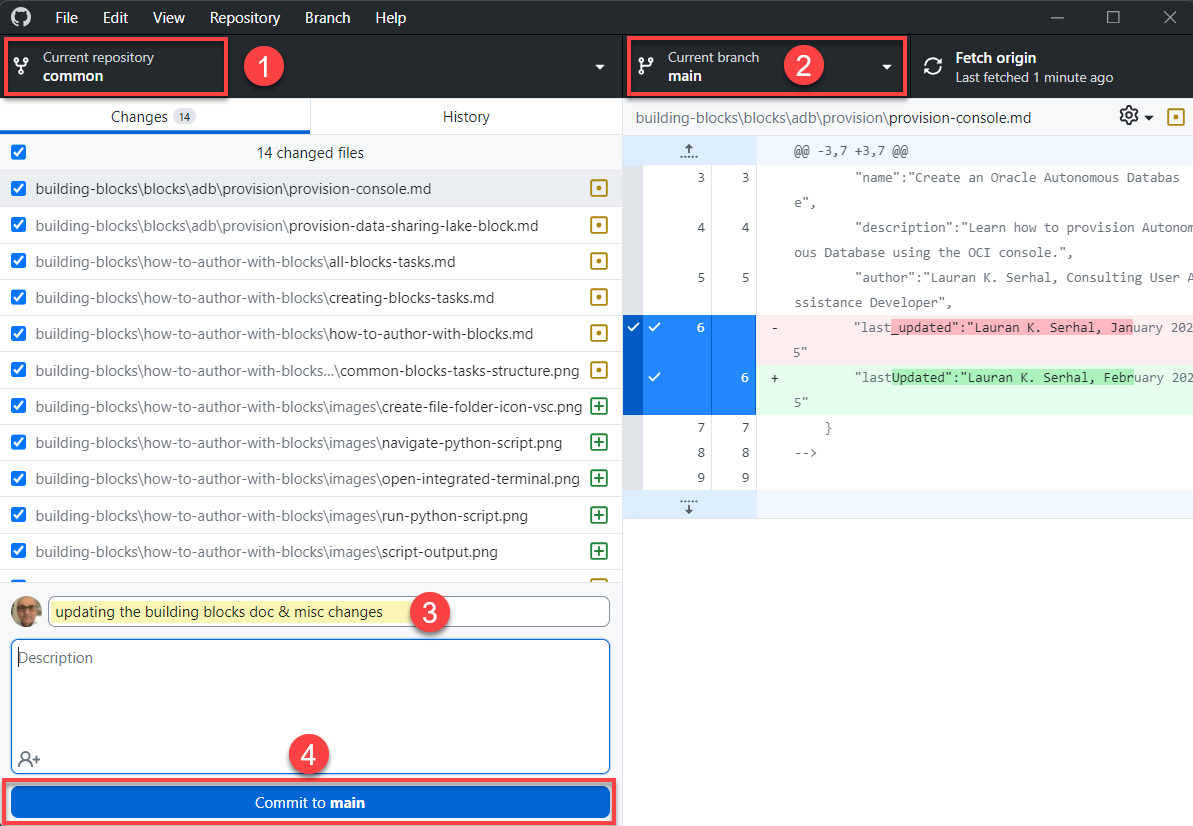 File Edit View Repository Branch Help
Current repository
common
1
Current branch
main
2
Fetch origin
Last fetched 1 minute ago
Changes 14
History
building-blocks\blocks\adb\provision\provision-console.md
14 changed files
building-blocks\blocks\adb\provision\provision-console.md
building-blocks\blocks\adb\provision\provision-data-sharing-lake-block.md
building-blocks\how-to-author-with-blocks\all-blocks-tasks.md
building-blocks\how-to-author-with-blocks\creating-blocks-tasks.md
building-blocks\how-to-author-with-blocks\how-to-author-with-blocks.md
building-blocks\how-to-author-with-blocks...\common-blocks-tasks-structure.png
building-blocks\how-to-author-with-blocks\images\create-file-folder-icon-vsc.png
building-blocks\how-to-author-with-blocks\images\navigate-python-script.png
building-blocks\how-to-author-with-blocks\images\open-integrated-terminal.png
building-blocks\how-to-author-with-blocks\images\run-python-script.png
building-blocks\how-to-author-with-blocks\images\script-output.png
@@ -3,7 +3,7 @@
3 3 "name":"Create an Oracle Autonomous Databas
e",
4 4 "description":"Learn how to provision Autonom
ous Database using the OCI console.",
5 5 "author":"Lauran K. Serhal, Consulting User A
ssistance Developer",
6 - "last_updated":"Lauran K. Serhal, January 202
5"
6 + "lastUpdated":"Lauran K. Serhal, February 202
5"
7 7 }
8 8 -->
9 9
updating the building blocks doc & misc changes
3
Description
4
Commit to main